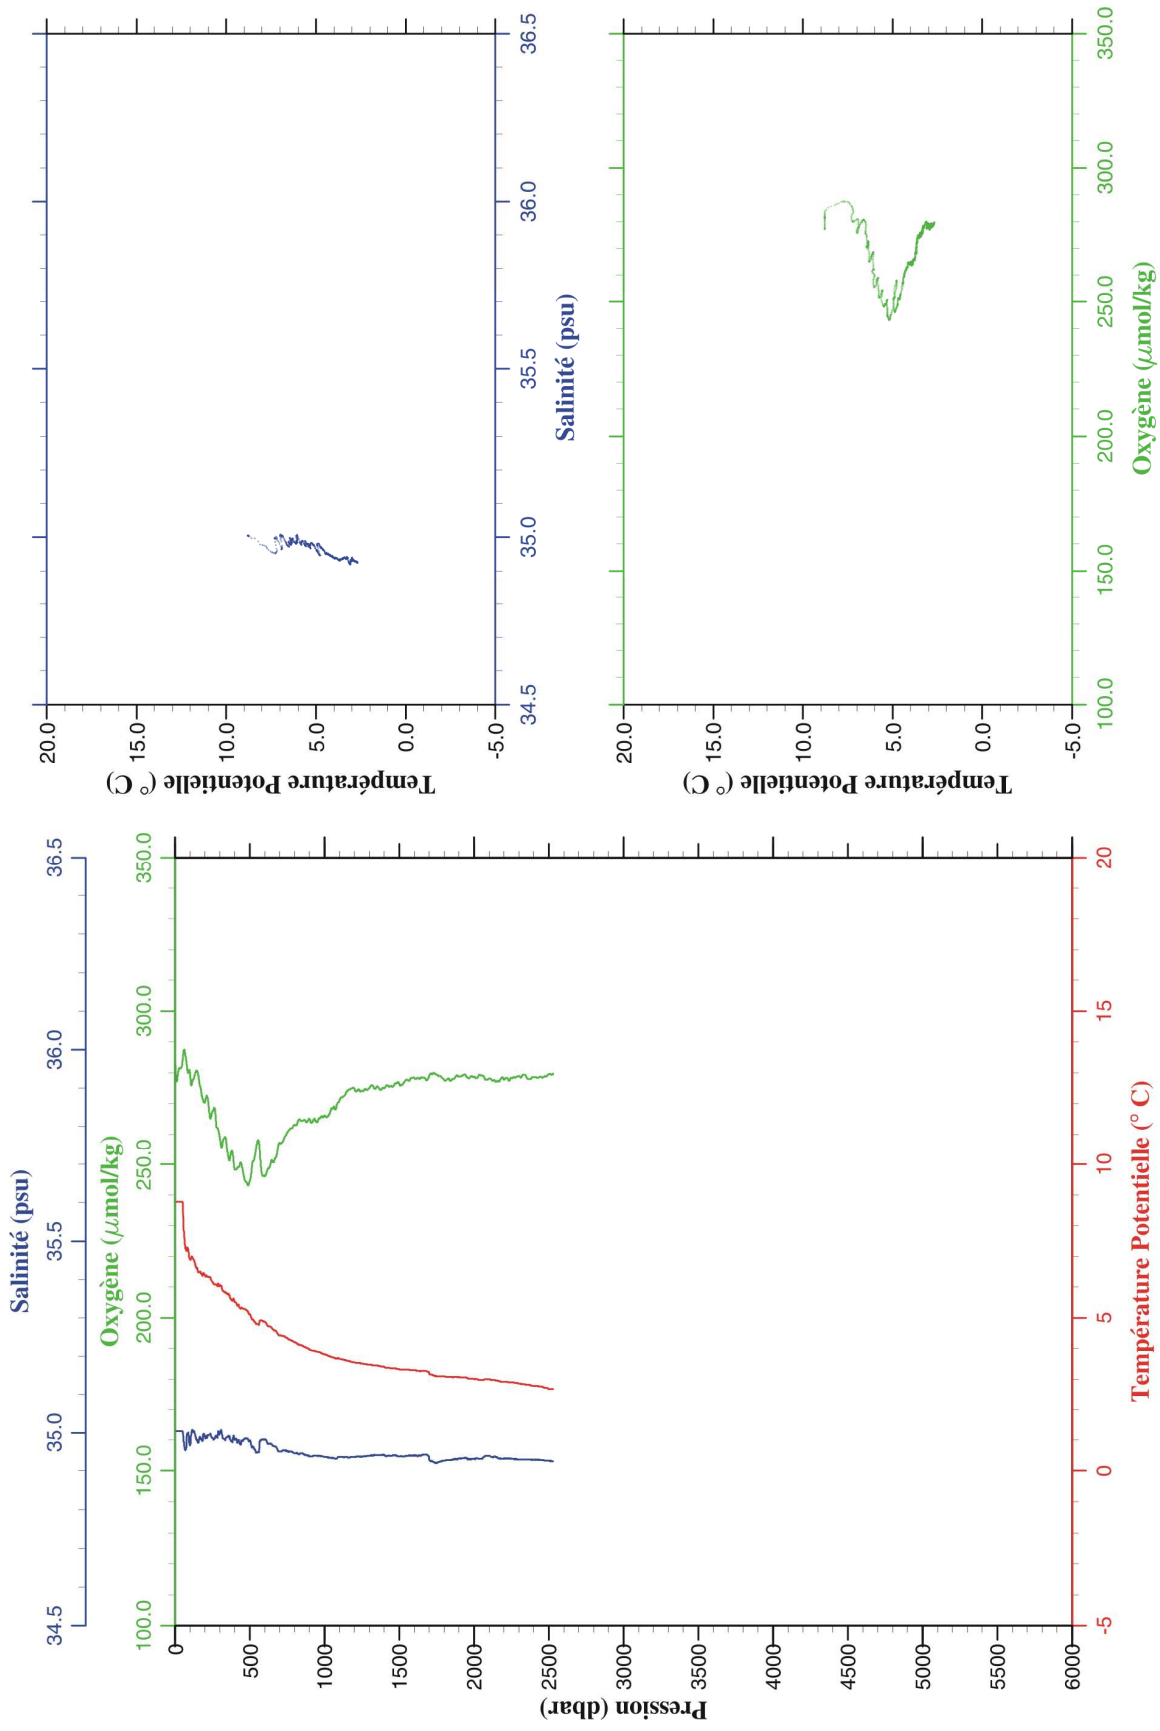 Salinité (psu)
34.5 35.0 35.5 36.0 36.5
Oxygène (μmol/kg)
100.0 150.0 200.0 250.0 300.0 350.0
Pression (dbar)
0
500
1000
1500
2000
2500
3000
3500
4000
4500
5000
5500
6000
-5 0 5 10 15 20
Température Potentielle (° C)
Température Potentielle (° C)
20.0
15.0
10.0
5.0
0.0
-5.0
34.5 35.0 35.5 36.0 36.5
Salinité (psu)
Température Potentielle (° C)
20.0
15.0
10.0
5.0
0.0
-5.0
100.0 150.0 200.0 250.0 300.0 350.0
Oxygène (μmol/kg)